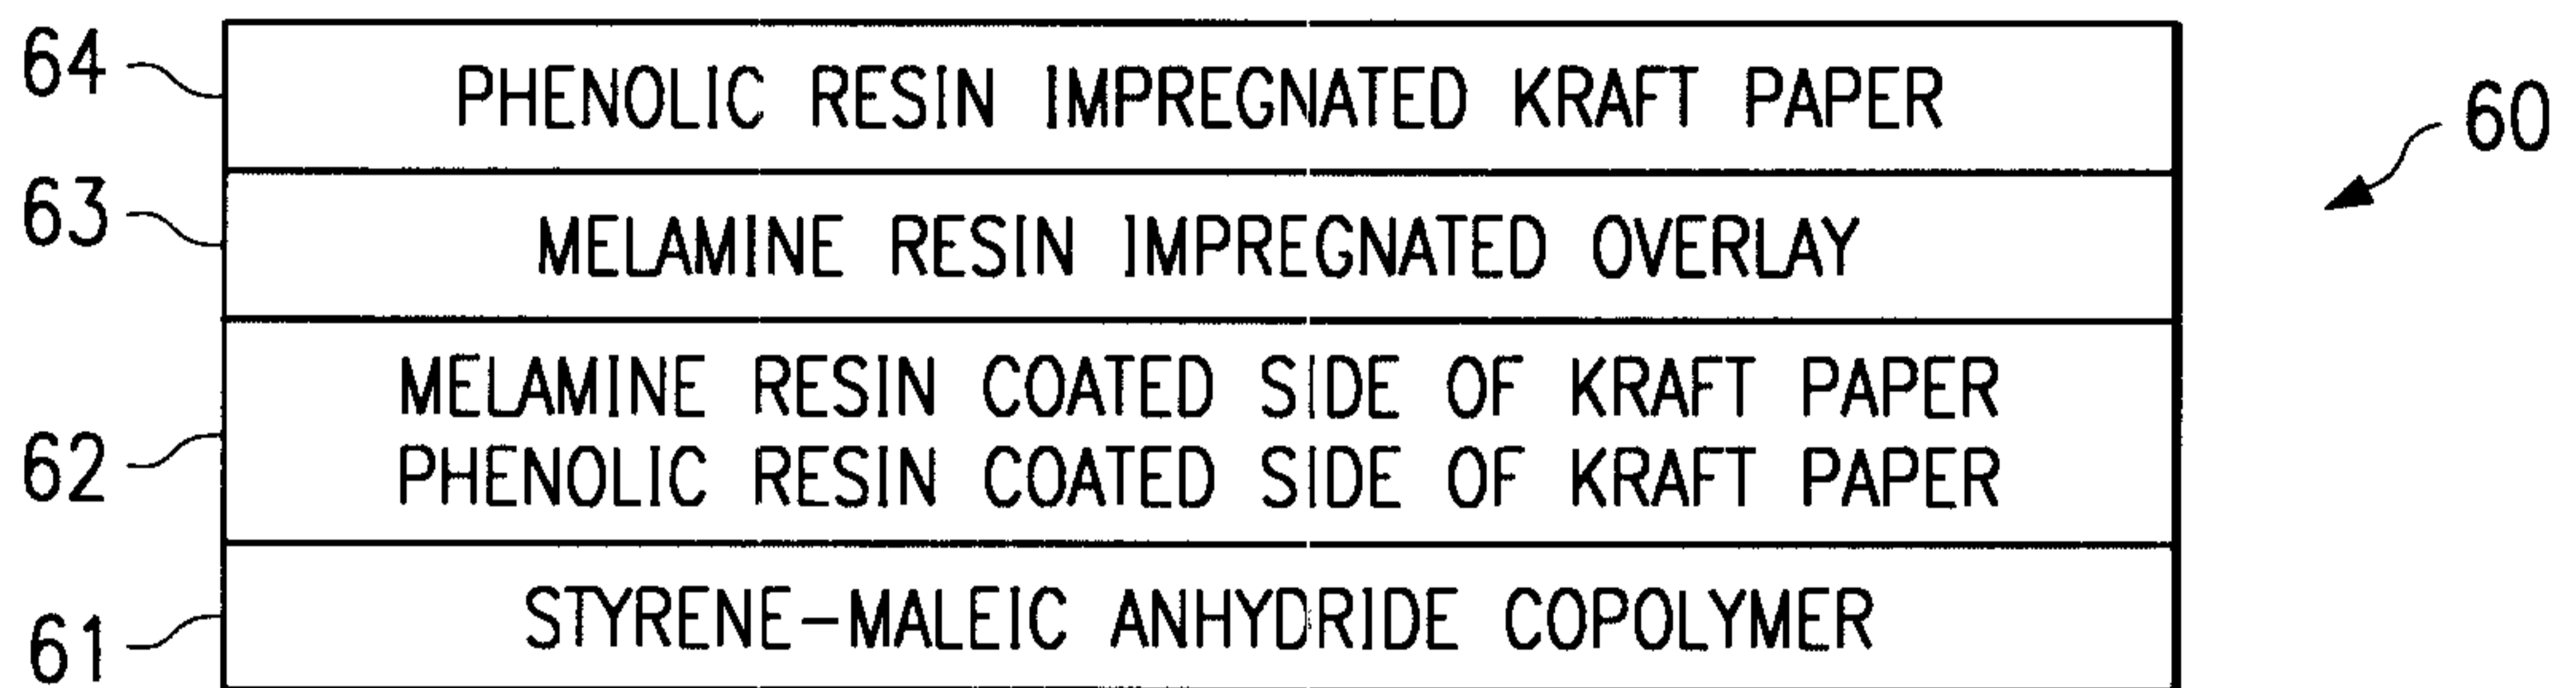 64 PHENOLIC RESIN IMPREGNATED KRAFT PAPER
60
63 MELAMINE RESIN IMPREGNATED OVERLAY
62 MELAMINE RESIN COATED SIDE OF KRAFT PAPER
PHENOLIC RESIN COATED SIDE OF KRAFT PAPER
61 STYRENE-MALEIC ANHYDRIDE COPOLYMER